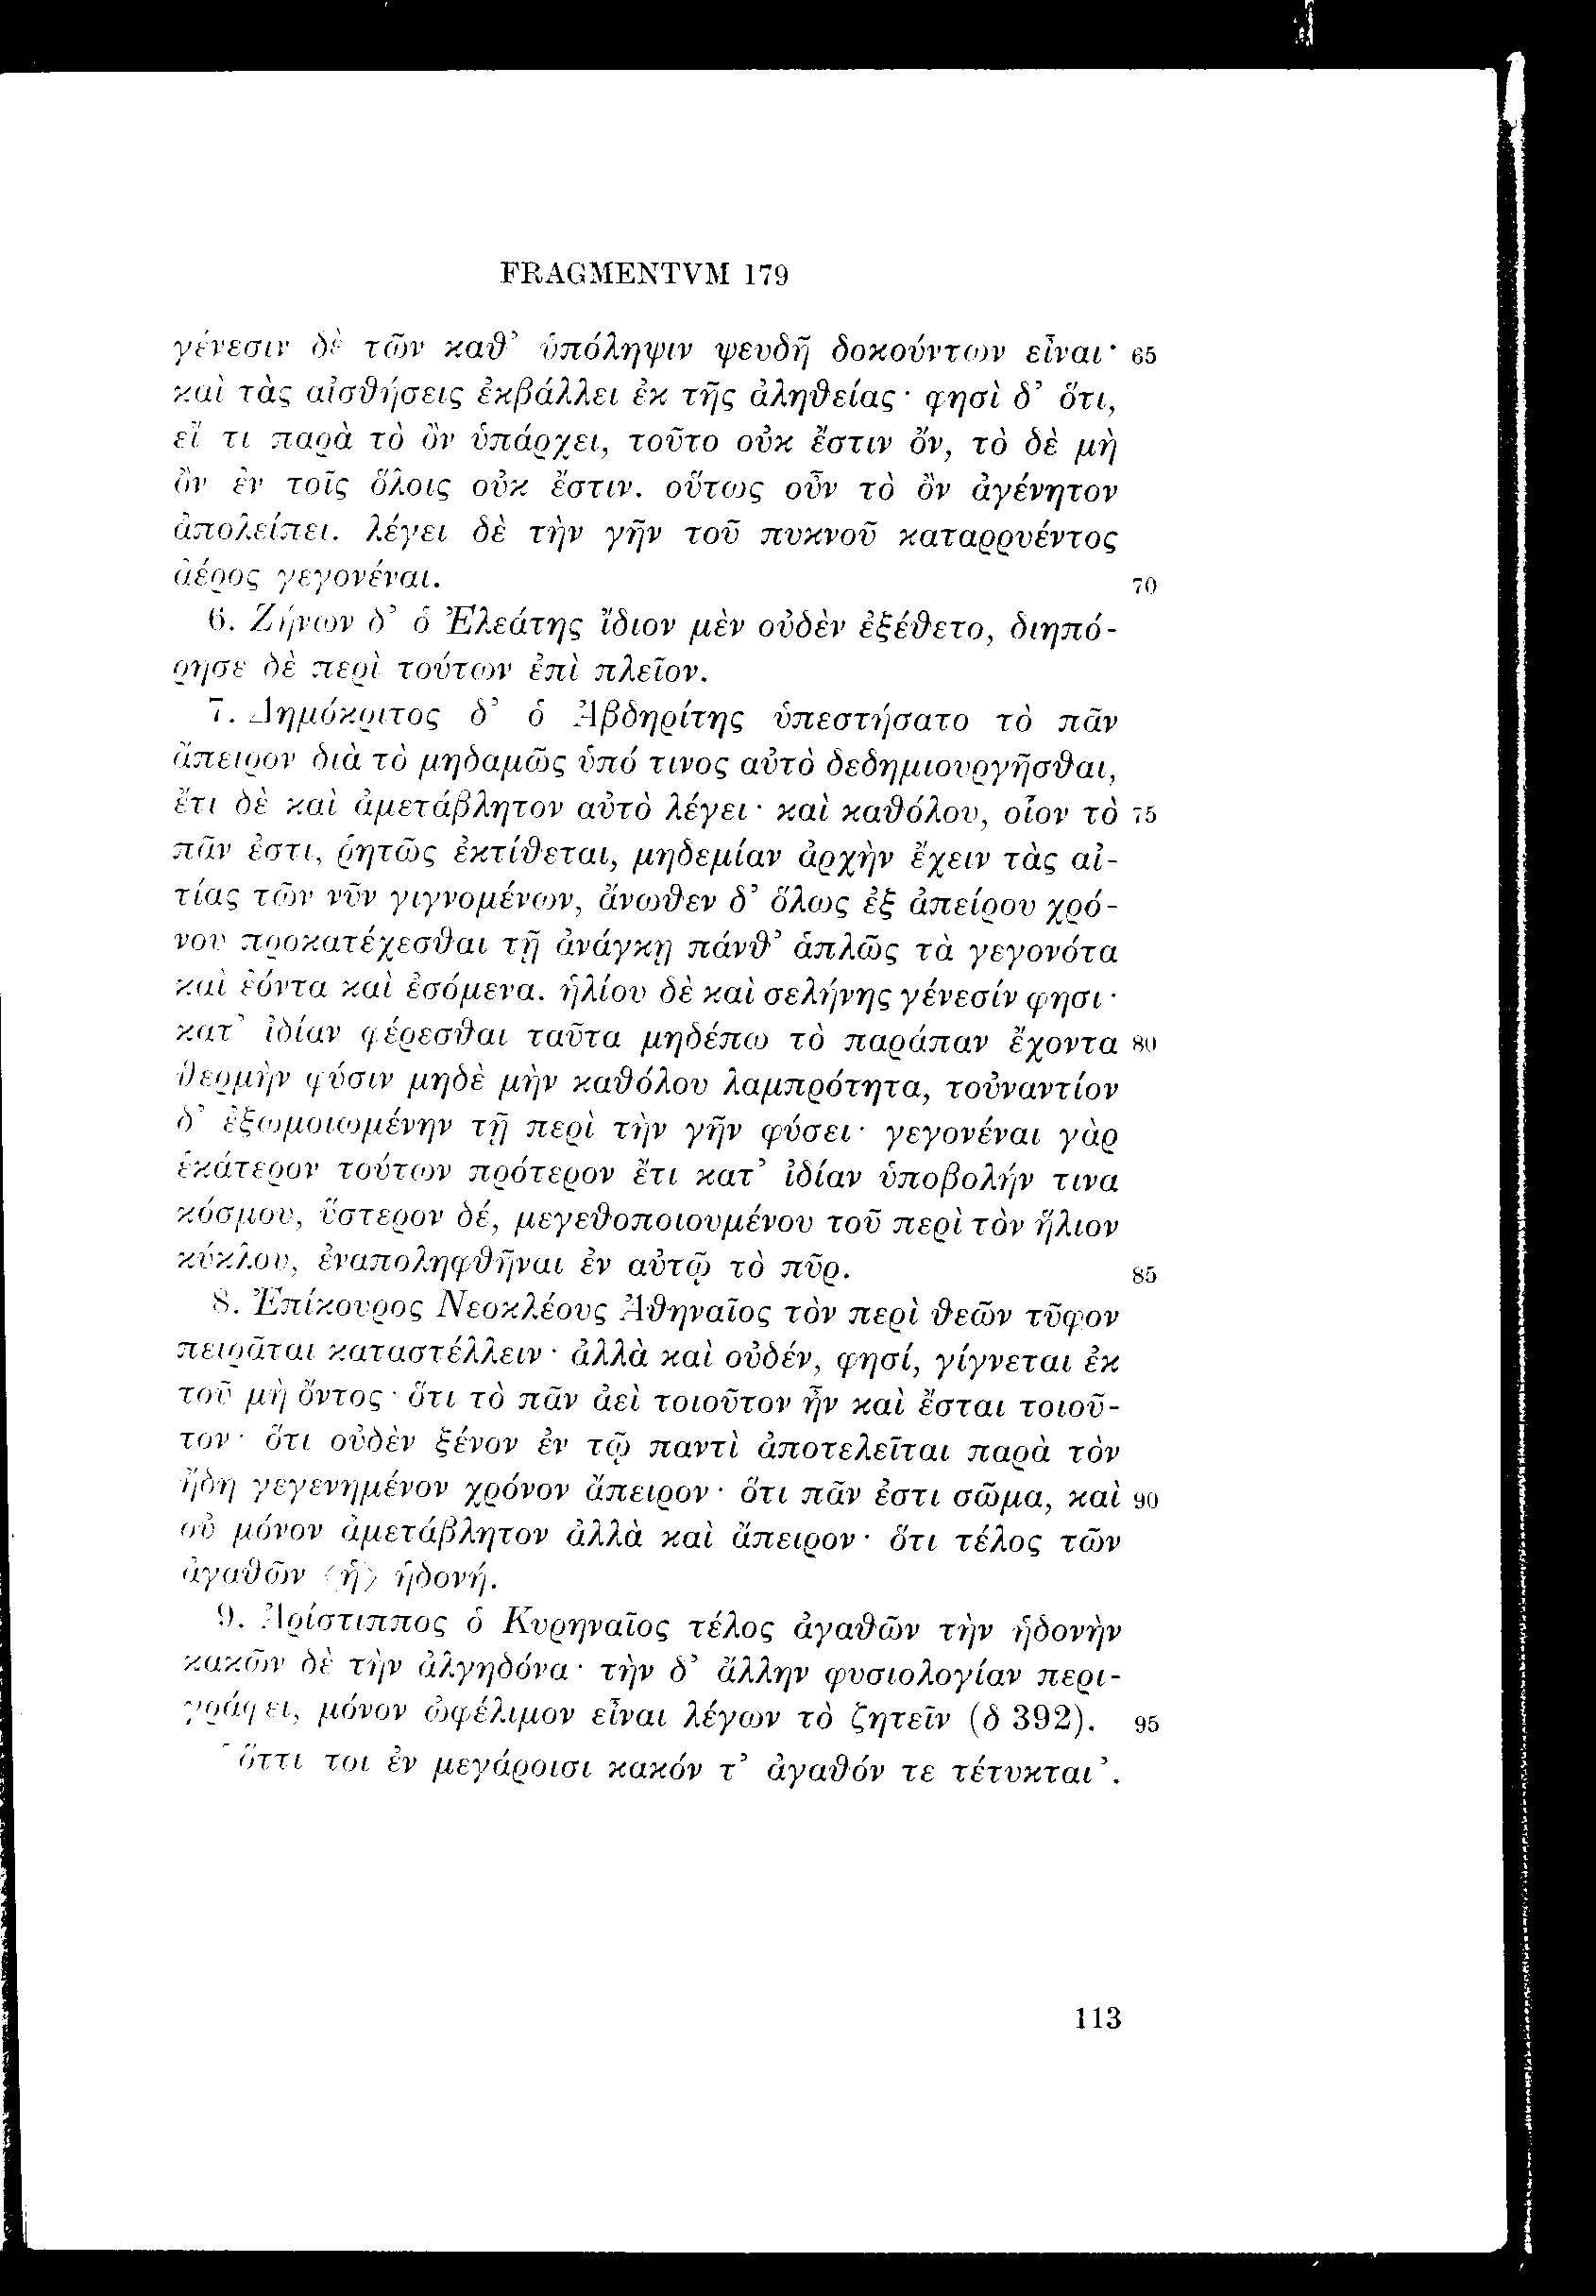 FRAGMENTVM 179
γένεσιν δὲ τῶν καθ’ ὑπόληψιν ψευδῆ δοκούντων εἶναι· 65
καὶ τὰς αἰσθήσεις ἐκβάλλει ἐκ τῆς ἀληθείας· φησὶ δ’ ὅτι,
εἴ τι παρὰ τὸ ὂν ὑπάρχει, τοῦτο οὐκ ἔστιν ὄν, τὸ δὲ μὴ
ὂν ἐν τοῖς ὅλοις οὐκ ἔστιν. οὕτως οὖν τὸ ὂν ἀγένητον
ἀπολείπει. λέγει δὲ τὴν γῆν τοῦ πυκνοῦ καταρρυέντος
ἀέρος γεγονέναι. 70
6. Ζήνων δ’ ὁ Ἐλεάτης ἴδιον μὲν οὐδὲν ἐξέθετο, διηπό-
ρησε δὲ περὶ τούτων ἐπὶ πλεῖον.
7. Δημόκριτος δ’ ὁ Ἀβδηρίτης ὑπεστήσατο τὸ πᾶν
ἄπειρον διὰ τὸ μηδαμῶς ὑπό τινος αὐτὸ δεδημιουργῆσθαι,
ἔτι δὲ καὶ ἀμετάβλητον αὐτὸ λέγει· καὶ καθόλου, οἷον τὸ 75
πᾶν ἐστι, ῥητῶς ἐκτίθεται, μηδεμίαν ἀρχὴν ἔχειν τὰς αἰ-
τίας τῶν νῦν γιγνομένων, ἄνωθεν δ’ ὅλως ἐξ ἀπείρου χρό-
νου προκατέχεσθαι τῇ ἀνάγκῃ πάνθ’ ἁπλῶς τὰ γεγονότα
καὶ ἐόντα καὶ ἐσόμενα. ἡλίου δὲ καὶ σελήνης γένεσίν φησι·
κατ’ ἰδίαν φέρεσθαι ταῦτα μηδέπω τὸ παράπαν ἔχοντα 80
θερμὴν φύσιν μηδὲ μὴν καθόλου λαμπρότητα, τοὐναντίον
δ’ ἐξωμοιωμένην τῇ περὶ τὴν γῆν φύσει· γεγονέναι γὰρ
ἑκάτερον τούτων πρότερον ἔτι κατ’ ἰδίαν ὑποβολήν τινα
κόσμου, ὕστερον δέ, μεγεθοποιουμένου τοῦ περὶ τὸν ἥλιον
κύκλου, ἐναποληφθῆναι ἐν αὐτῷ τὸ πῦρ. 85
8. Ἐπίκουρος Νεοκλέους Ἀθηναῖος τὸν περὶ θεῶν τῦφον
πειρᾶται καταστέλλειν· ἀλλὰ καὶ οὐδέν, φησί, γίγνεται ἐκ
τοῦ μὴ ὄντος· ὅτι τὸ πᾶν ἀεὶ τοιοῦτον ἦν καὶ ἔσται τοιοῦ-
τον· ὅτι οὐδὲν ξένον ἐν τῷ παντὶ ἀποτελεῖται παρὰ τὸν
ἤδη γεγενημένον χρόνον ἄπειρον· ὅτι πᾶν ἐστι σῶμα, καὶ 90
οὐ μόνον ἀμετάβλητον ἀλλὰ καὶ ἄπειρον· ὅτι τέλος τῶν
ἀγαθῶν ⟨ἡ⟩ ἡδονή.
9. Ἀρίστιππος ὁ Κυρηναῖος τέλος ἀγαθῶν τὴν ἡδονὴν
κακῶν δὲ τὴν ἀλγηδόνα· τὴν δ’ ἄλλην φυσιολογίαν περι-
γράφει, μόνον ὠφέλιμον εἶναι λέγων τὸ ζητεῖν (δ 392). 95
‘ὅττι τοι ἐν μεγάροισι κακόν τ’ ἀγαθόν τε τέτυκται’.
113